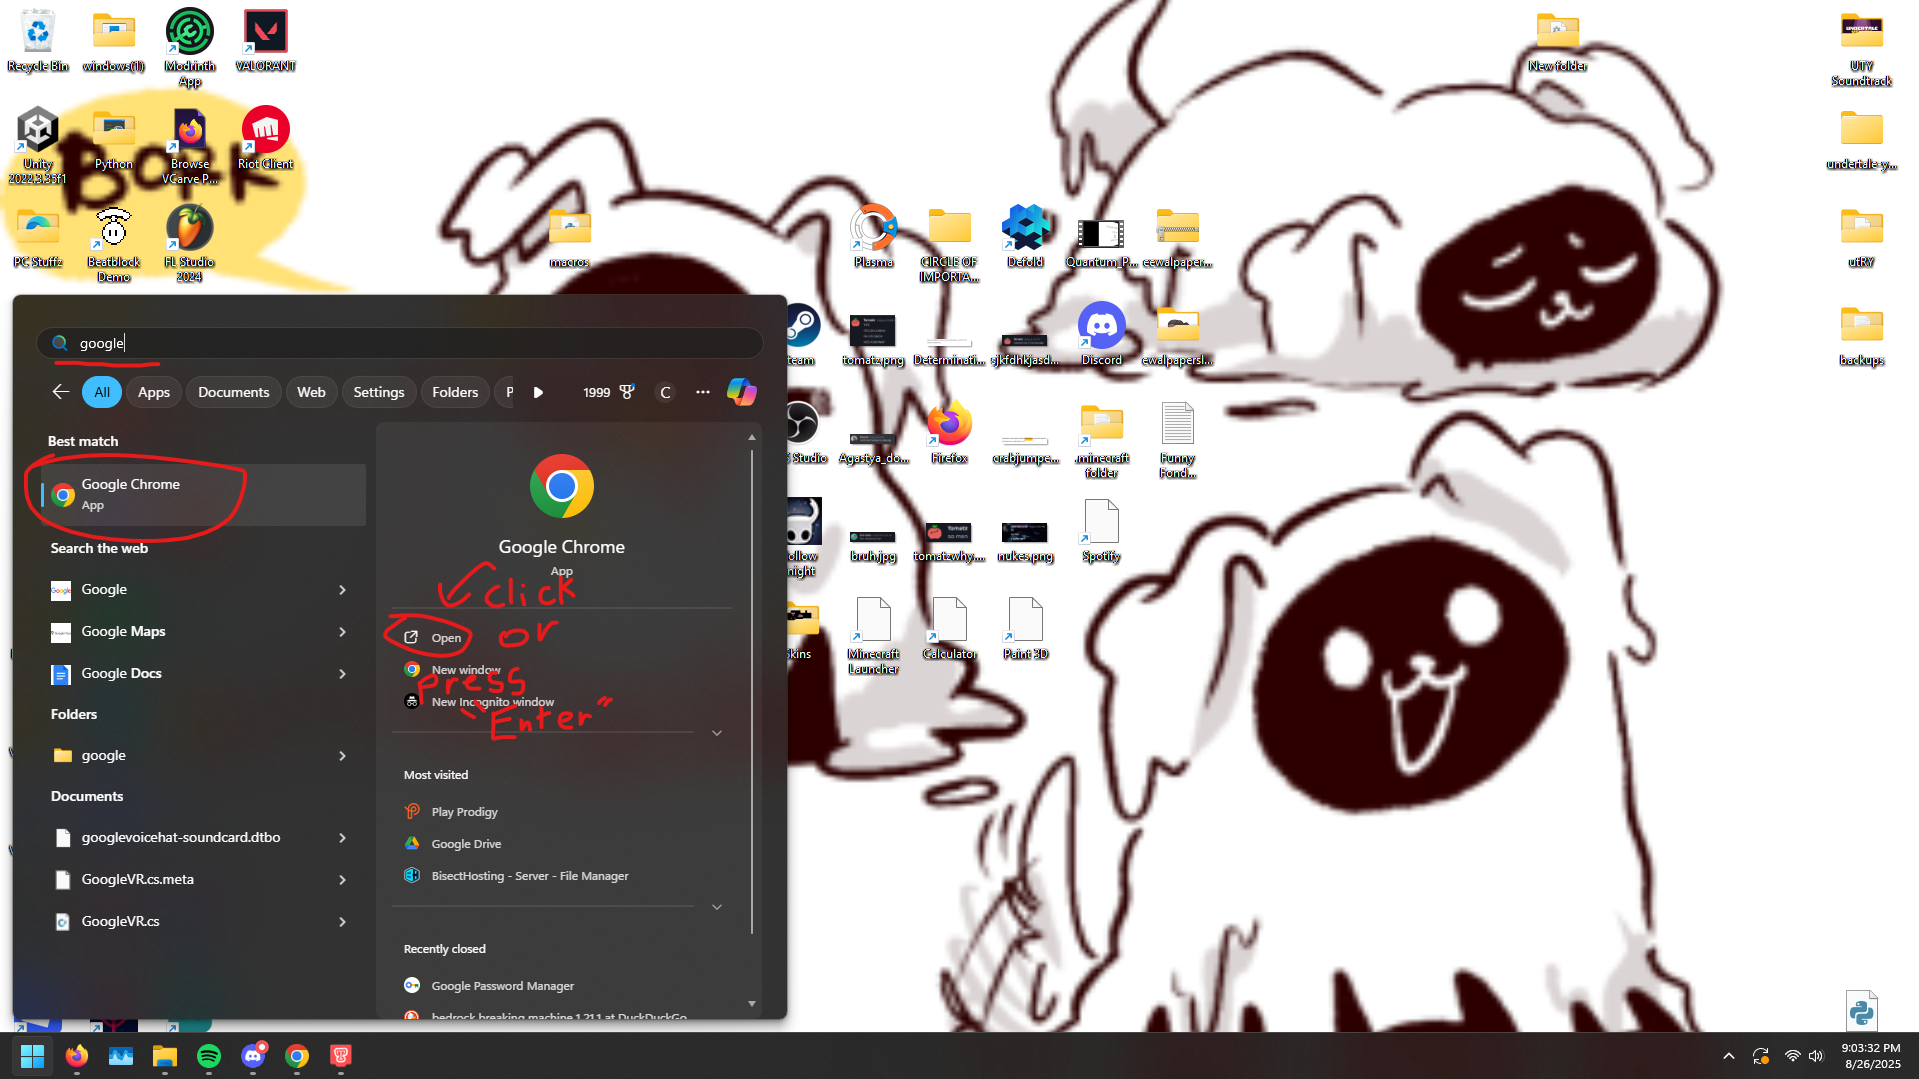 Recycle Bin
windows(1)
Modrinth
App
VALORANT
New folder
UTY
Soundtrack
Bark
Unity
2022.3.35f1
Python
Browse
VCarve P...
Riot Client
undertale-y...
PC Stuffz
Beatblock
Demo
FL Studio
2024
macros
Plasma
CIRCLE OF
IMPORTA...
Defold
Quantum_P...
eewalpaper...
utRY
google
team
tomatz.png
Determinati...
sjkfdhkjasd...
Discord
ewalpapersl...
backups
All
Apps
Documents
Web
Settings
Folders
P
1999
C
Best match
Google Chrome
App
S Studio
Agastya_do...
Firefox
crabjumpe...
.minecraft
folder
Funny
Fond...
Google Chrome
App
Search the web
Google
Google Maps
Google Docs
Folders
google
Documents
googlevoicehat-soundcard.dtbo
GoogleVR.cs.meta
GoogleVR.cs
click
or
press
"Enter"
Open
New window
New Incognito window
Most visited
Play Prodigy
Google Drive
BisectHosting - Server - File Manager
Recently closed
Google Password Manager
bedrock breaking machine 1.21.1 at DuckDuckGo
ollow
night
bruh.jpg
tomatzwhy....
nukes.png
Spotify
kins
Minecraft
Launcher
Calculator
Paint 3D
9:03:32 PM
8/26/2025